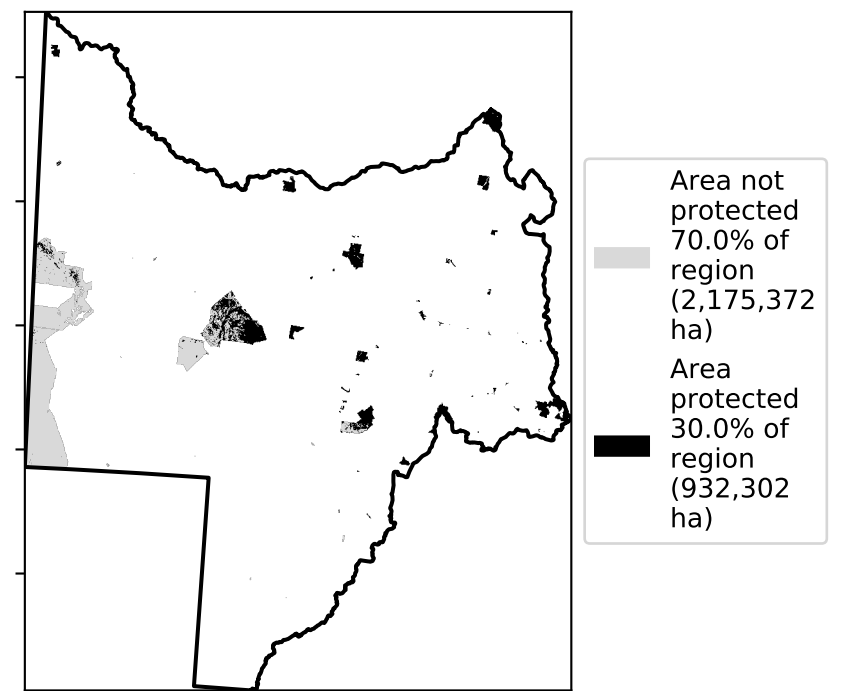 Area not
protected
70.0% of
region
(2,175,372
ha)
Area
protected
30.0% of
region
(932,302
ha)